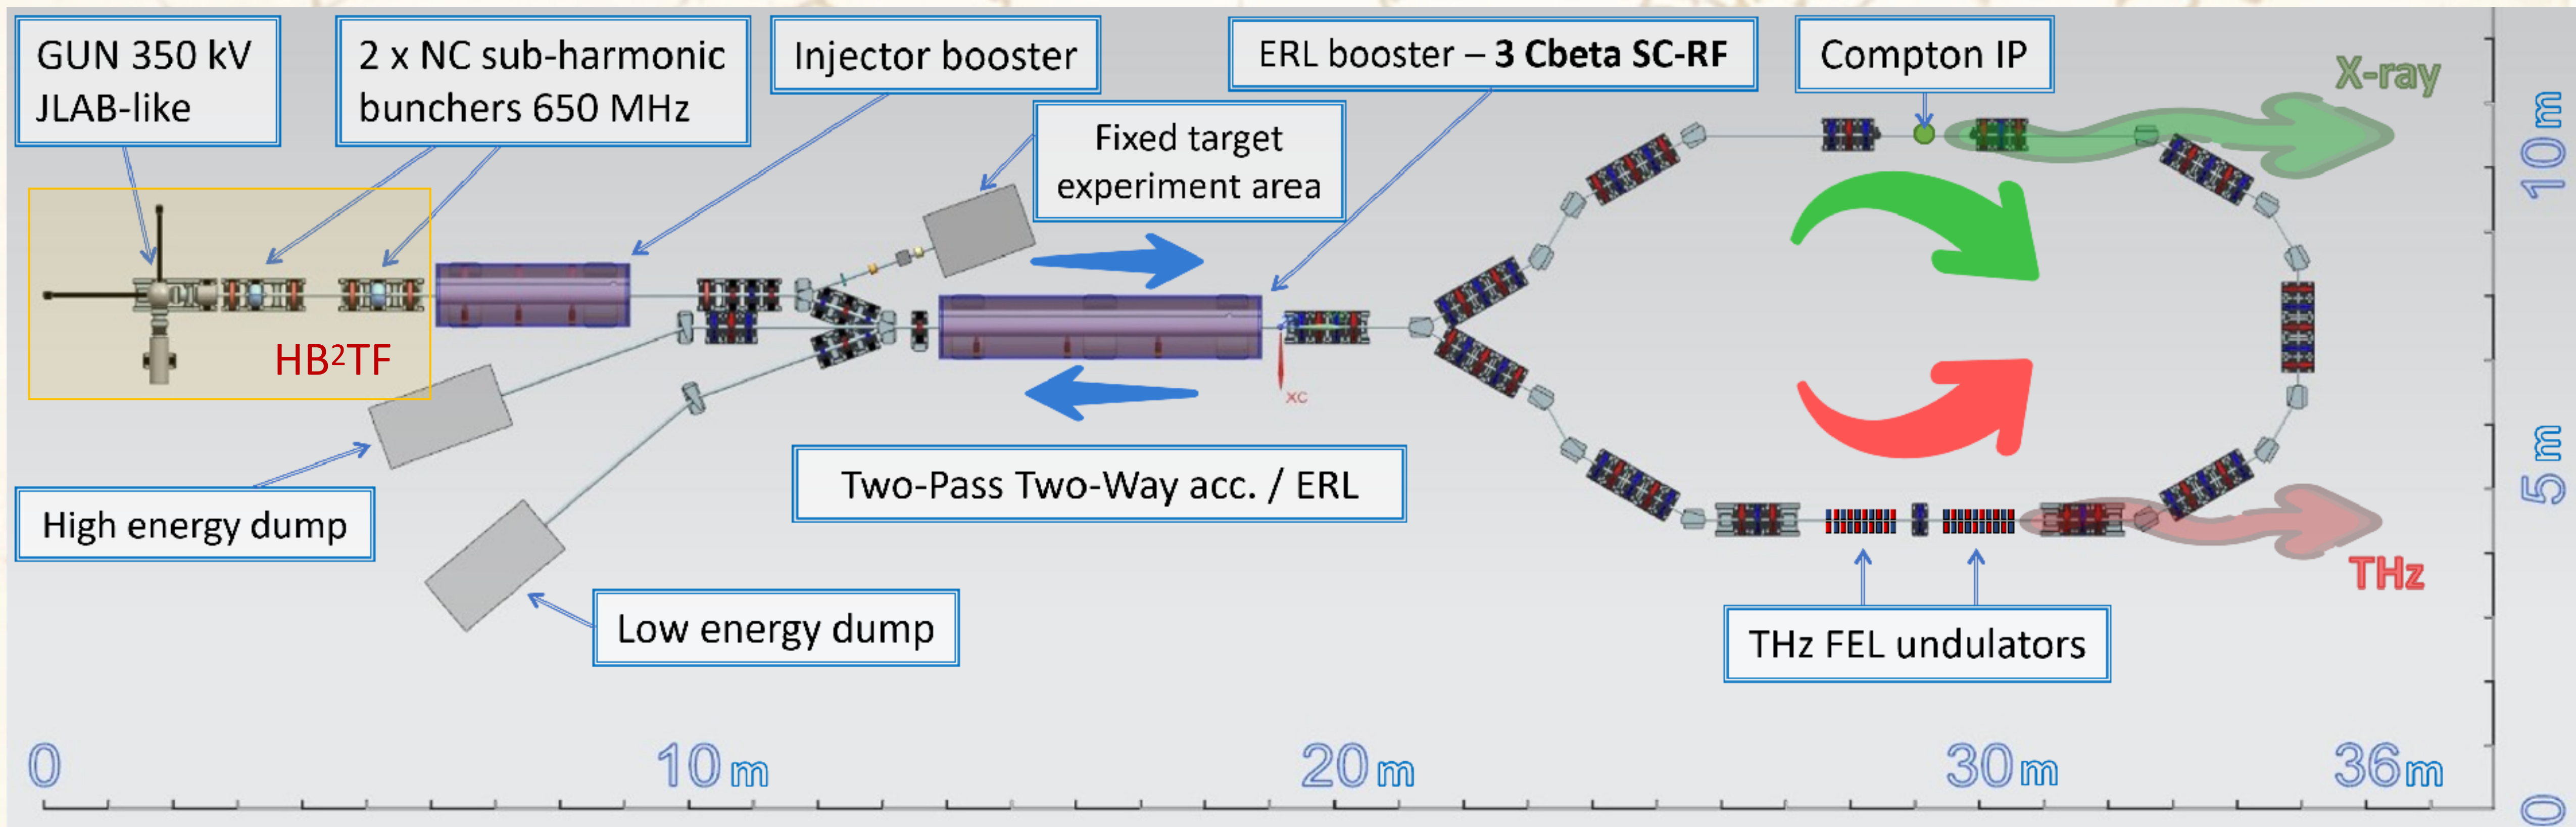 GUN 350 kV
JLAB-like
2 x NC sub-harmonic
bunchers 650 MHz
Injector booster
ERL booster – 3 Cbeta SC-RF
Compton IP
X-ray
Fixed target
experiment area
10 m
HB²TF
XC
Two-Pass Two-Way acc. / ERL
High energy dump
5 m
THz
Low energy dump
THz FEL undulators
0
10 m
20 m
30 m
36 m
0